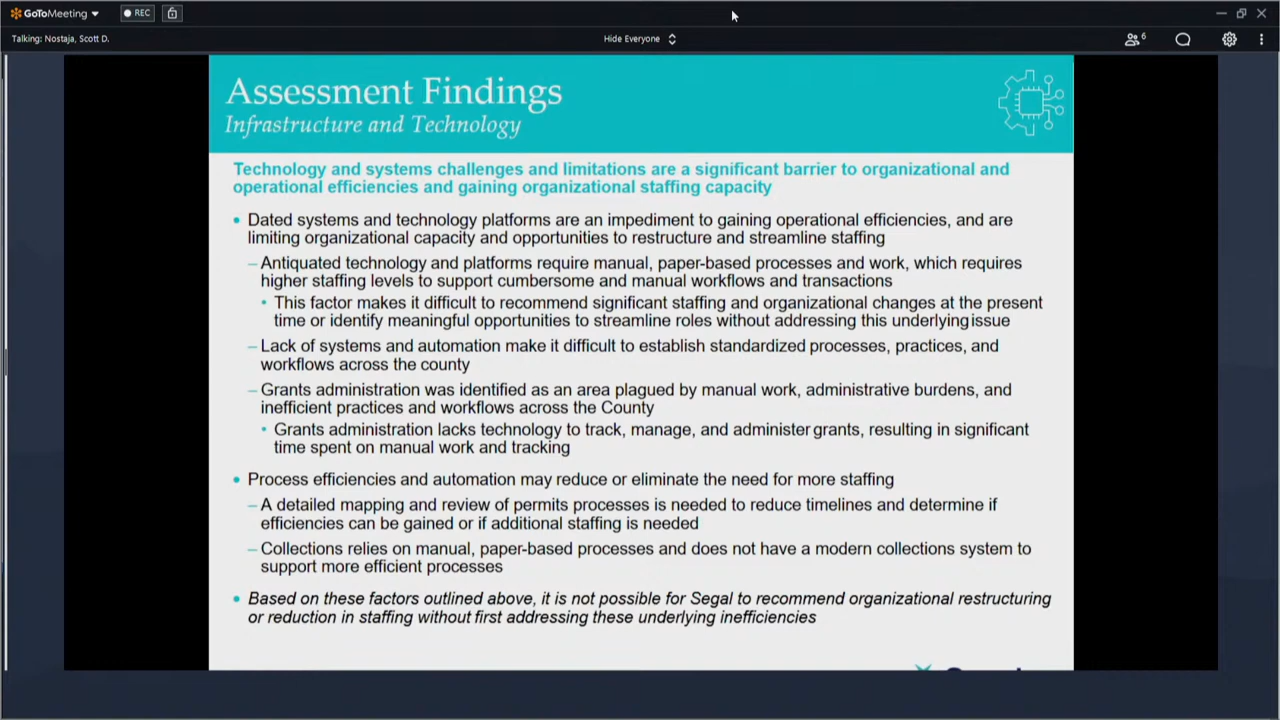 GoToMeeting
REC
Talking: Nostaja, Scott D.
Hide Everyone
6
Assessment Findings
Infrastructure and Technology
Technology and systems challenges and limitations are a significant barrier to organizational and
operational efficiencies and gaining organizational staffing capacity
• Dated systems and technology platforms are an impediment to gaining operational efficiencies, and are
limiting organizational capacity and opportunities to restructure and streamline staffing
– Antiquated technology and platforms require manual, paper-based processes and work, which requires
higher staffing levels to support cumbersome and manual workflows and transactions
• This factor makes it difficult to recommend significant staffing and organizational changes at the present
time or identify meaningful opportunities to streamline roles without addressing this underlying issue
– Lack of systems and automation make it difficult to establish standardized processes, practices, and
workflows across the county
– Grants administration was identified as an area plagued by manual work, administrative burdens, and
inefficient practices and workflows across the County
• Grants administration lacks technology to track, manage, and administer grants, resulting in significant
time spent on manual work and tracking
• Process efficiencies and automation may reduce or eliminate the need for more staffing
– A detailed mapping and review of permits processes is needed to reduce timelines and determine if
efficiencies can be gained or if additional staffing is needed
– Collections relies on manual, paper-based processes and does not have a modern collections system to
support more efficient processes
• Based on these factors outlined above, it is not possible for Segal to recommend organizational restructuring
or reduction in staffing without first addressing these underlying inefficiencies